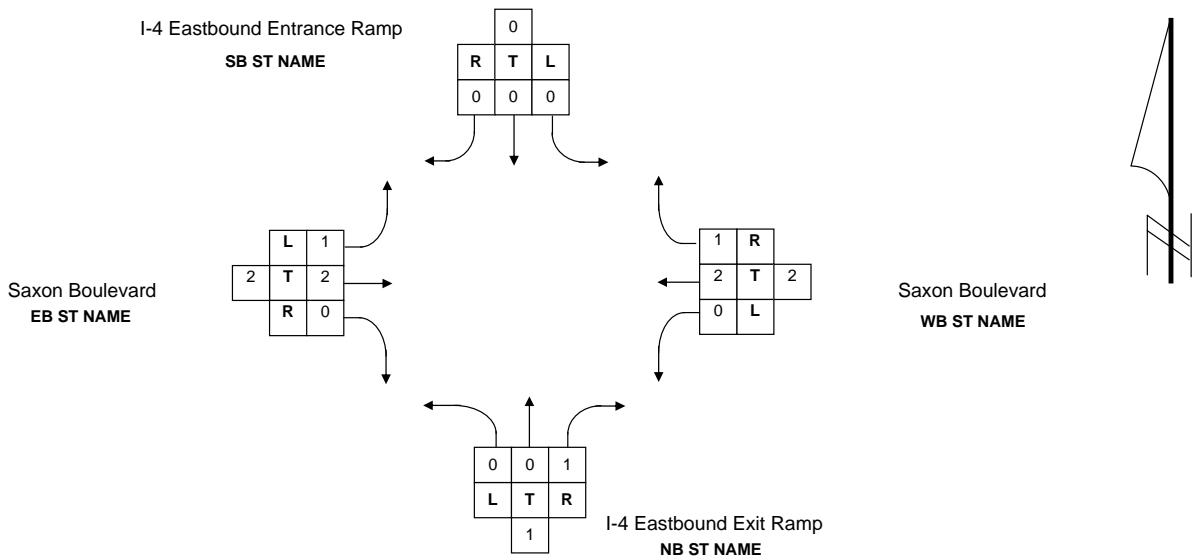 I-4 Eastbound Entrance Ramp
SB ST NAME
0
R T L
0 0 0
Saxon Boulevard
EB ST NAME
L 1
2 T 2
R 0
1 R
2 T 2
0 L
Saxon Boulevard
WB ST NAME
0 0 1
L T R
1
I-4 Eastbound Exit Ramp
NB ST NAME
N